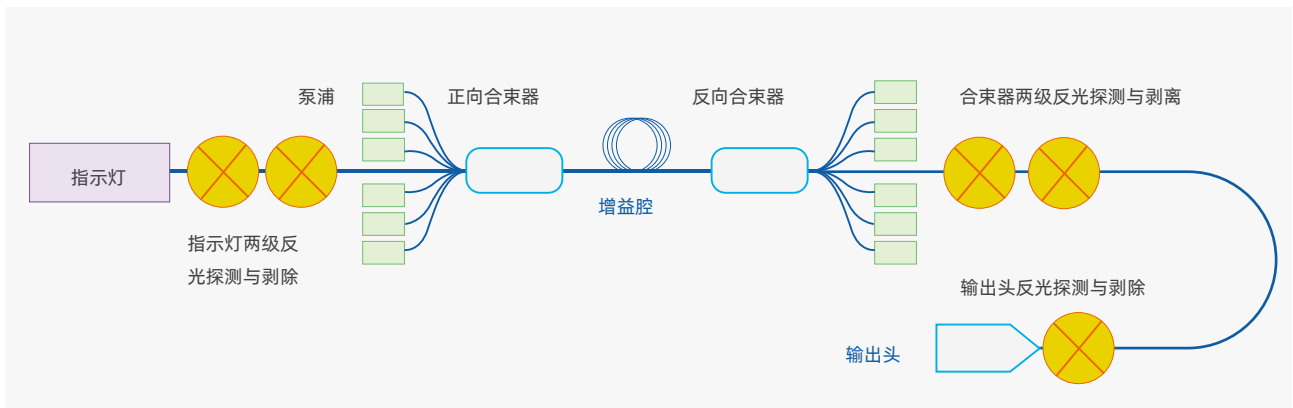 泵浦
正向合束器
反向合束器
合束器两级反光探测与剥离
指示灯
增益腔
指示灯两级反
光探测与剥除
输出头反光探测与剥除
输出头